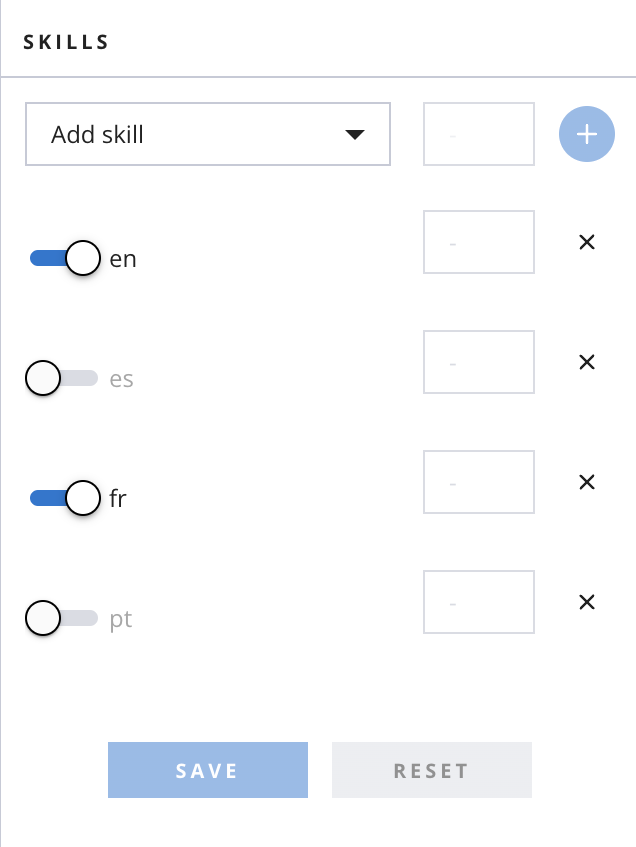 SKILLS
Add skill -
en -
es -
fr -
pt -
SAVE RESET